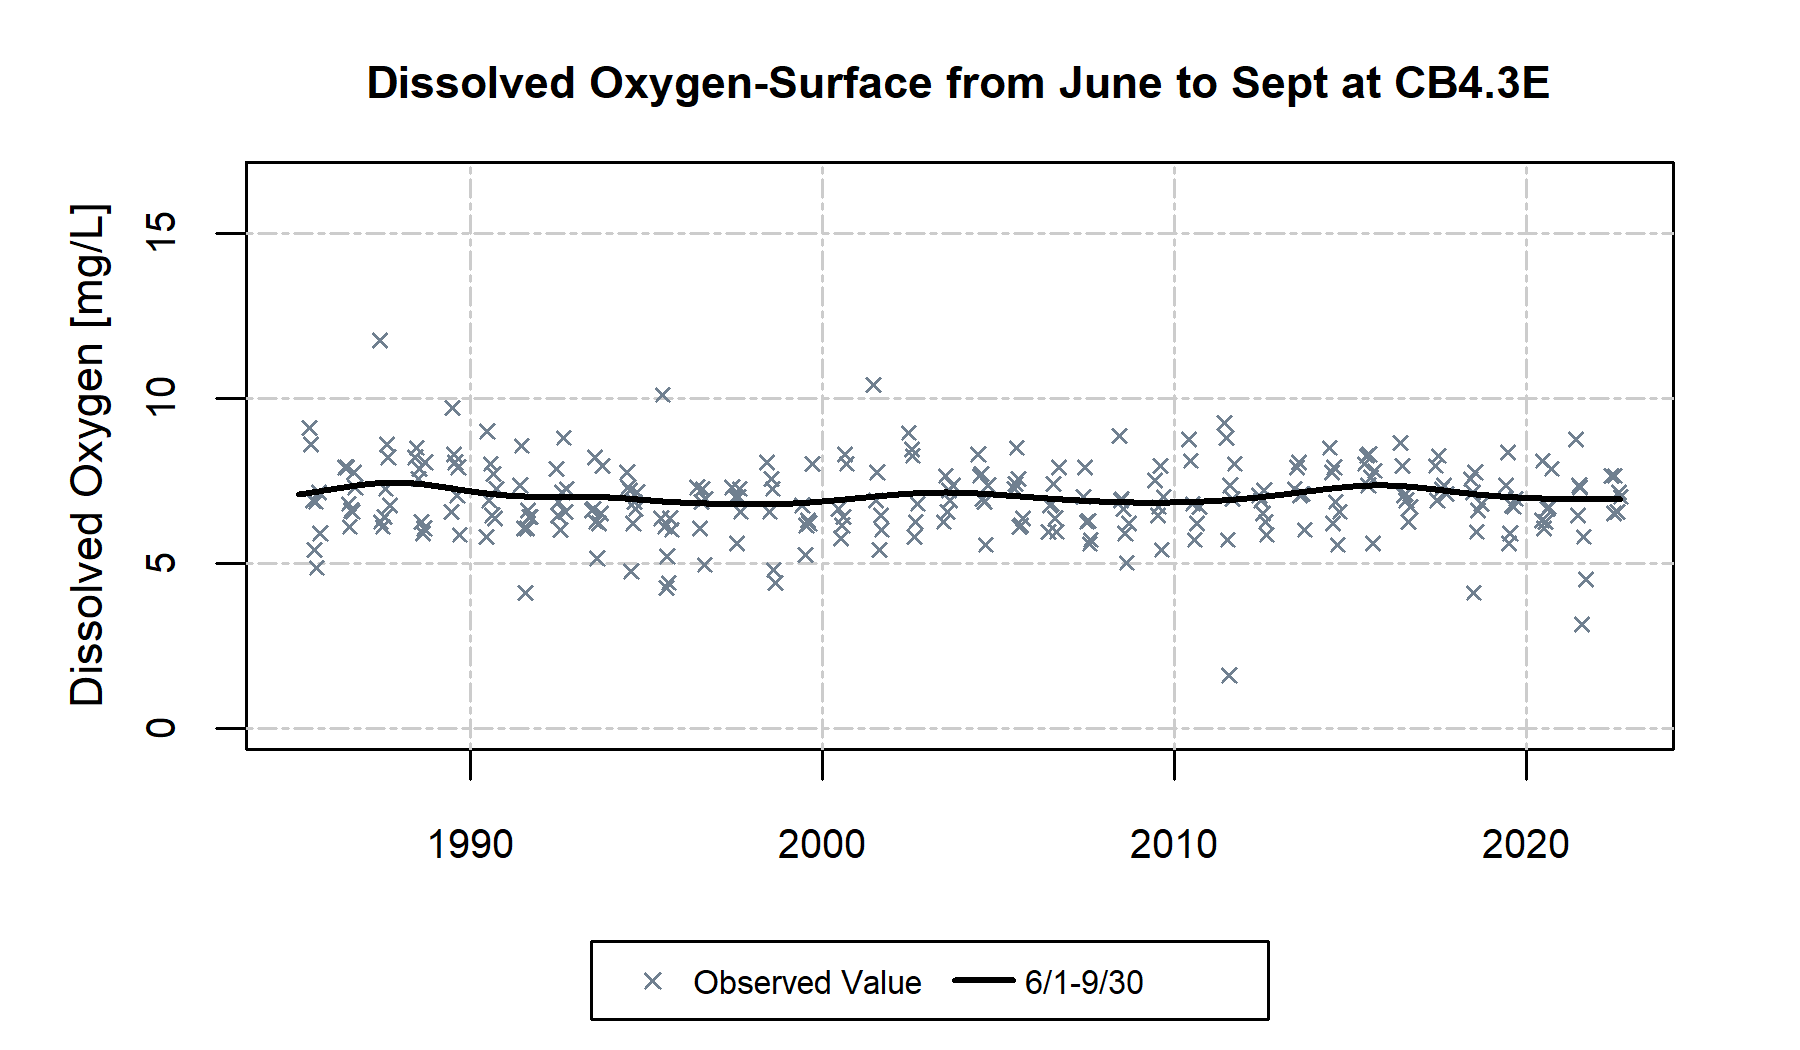 Dissolved Oxygen-Surface from June to Sept at CB4.3E
Dissolved Oxygen [mg/L]
15
10
5
0
1990 2000 2010 2020
Observed Value 6/1-9/30